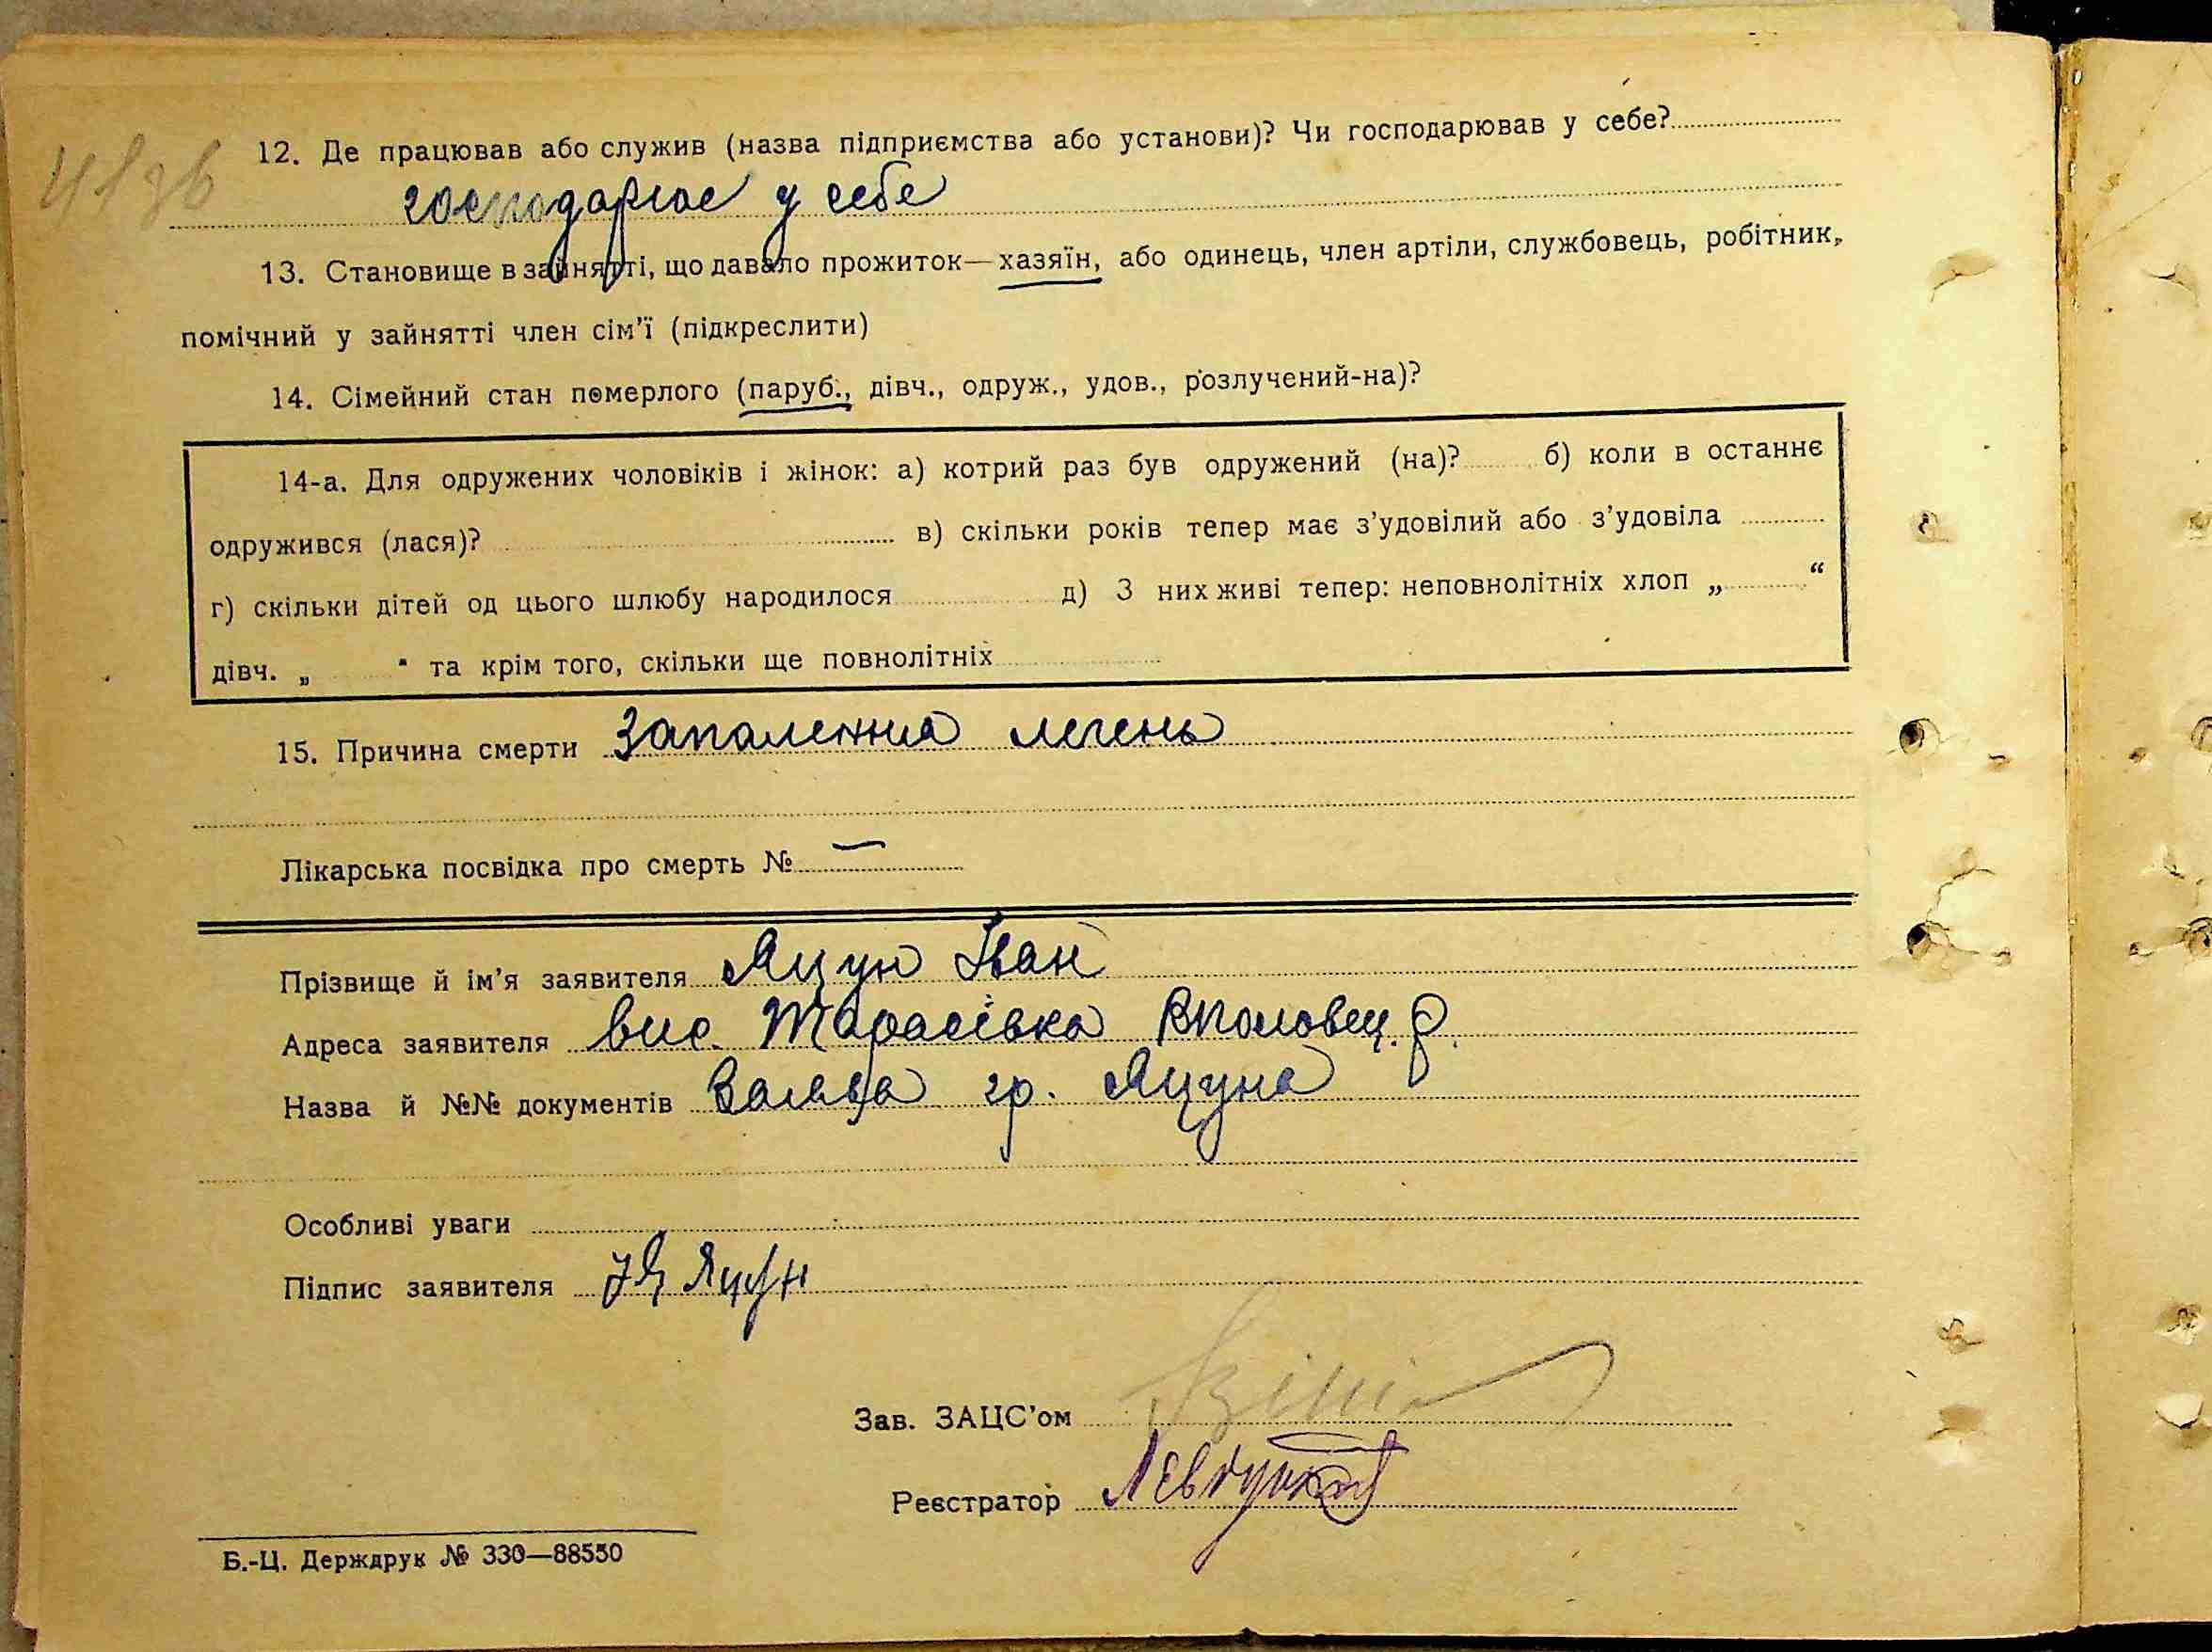 41 зв
12. Де працював або служив (назва підприємства або установи)? Чи господарював у себе?
господарює у себе
13. Становище в зайнятті, що давало прожиток—хазяїн, або одинець, член артіли, службовець, робітник,
помічний у зайнятті член сім'ї (підкреслити)
14. Сімейний стан померлого (паруб., дівч., одруж., удов., розлучений-на)?
14-а. Для одружених чоловіків і жінок: а) котрий раз був одружений (на)? б) коли в останнє
одружився (лася)? в) скільки років тепер має з'удовілий або з'удовіла
г) скільки дітей од цього шлюбу народилося д) З них живі тепер: неповнолітніх хлоп „ “
дівч. „ “ та крім того, скільки ще повнолітніх
15. Причина смерти Запалення легень
Лікарська посвідка про смерть № —
Прізвище й ім'я заявителя Яцун Іван
Адреса заявителя вис. Тарасівка Вполовец. р.
Назва й №№ документів Заява гр. Яцуна
Особливі уваги
Підпис заявителя Яцун
Зав. ЗАЦС'ом
Реєстратор
Б.-Ц. Держдрук № 330—88550